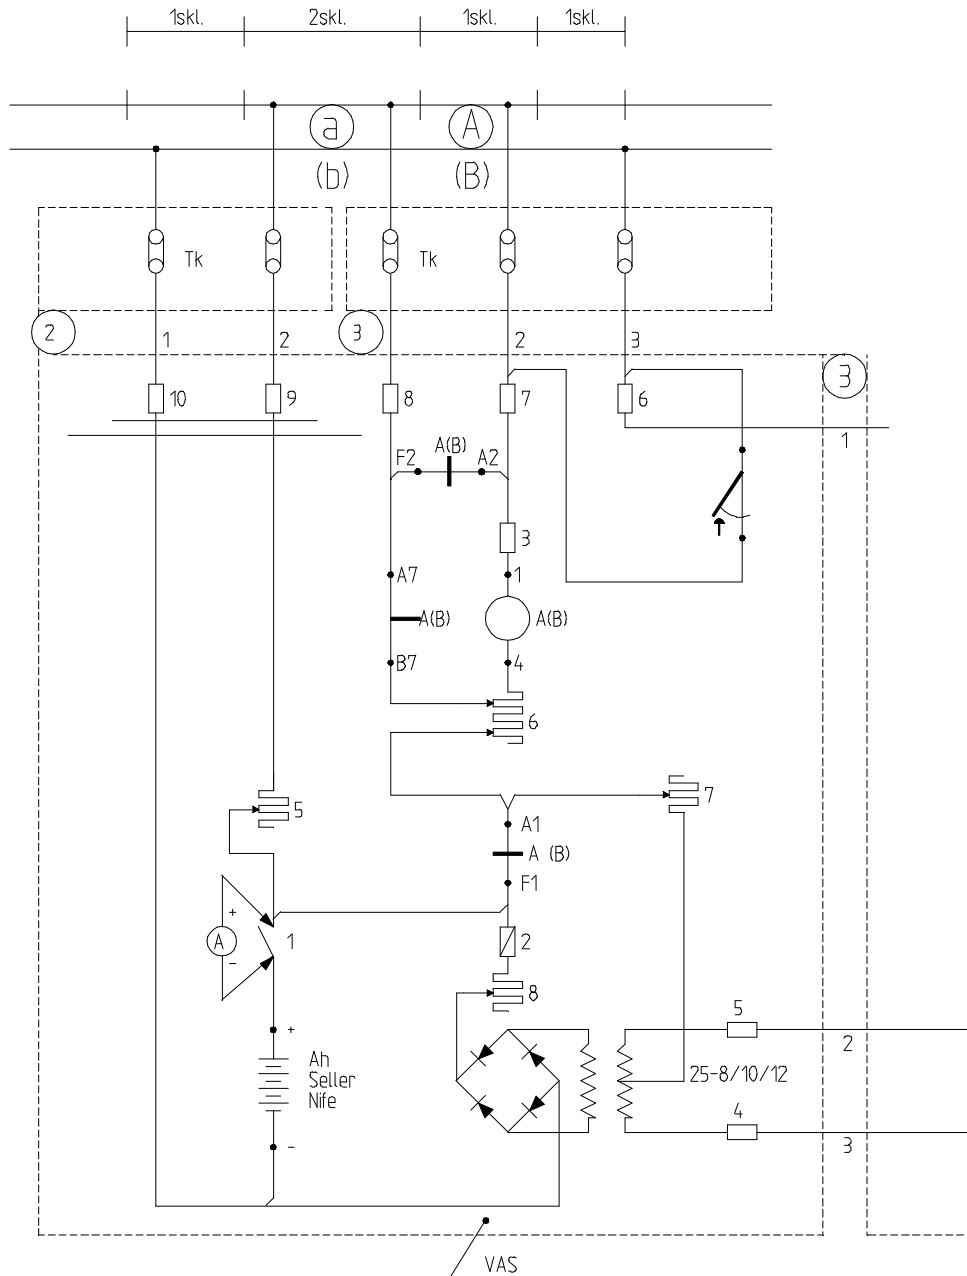 1skl. 2skl. 1skl. 1skl.
a A
(b) (B)
Tk Tk
2 3
1 2 2 3
3
10 9 8 7 6
1
A(B)
F2 A2
3
A7 1
A(B) A(B)
B7 4
6
5 7
A1
A (B)
F1
+
A 1 2
-
8
+ 5
2
Ah
Seller 25-8/10/12
Nife
4
- 3
VAS